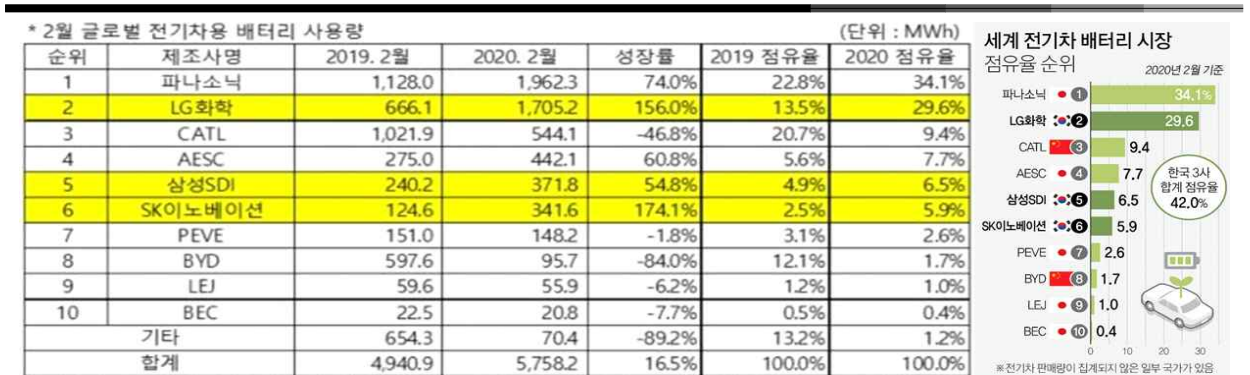 * 2월 글로벌 전기차용 배터리 사용량 (단위 : MWh)
순위 제조사명 2019. 2월 2020. 2월 성장률 2019 점유율 2020 점유율
1 파나소닉 1,128.0 1,962.3 74.0% 22.8% 34.1%
2 LG화학 666.1 1,705.2 156.0% 13.5% 29.6%
3 CATL 1,021.9 544.1 -46.8% 20.7% 9.4%
4 AESC 275.0 442.1 60.8% 5.6% 7.7%
5 삼성SDI 240.2 371.8 54.8% 4.9% 6.5%
6 SK이노베이션 124.6 341.6 174.1% 2.5% 5.9%
7 PEVE 151.0 148.2 -1.8% 3.1% 2.6%
8 BYD 597.6 95.7 -84.0% 12.1% 1.7%
9 LEJ 59.6 55.9 -6.2% 1.2% 1.0%
10 BEC 22.5 20.8 -7.7% 0.5% 0.4%
기타 654.3 70.4 -89.2% 13.2% 1.2%
합계 4,940.9 5,758.2 16.5% 100.0% 100.0%
세계 전기차 배터리 시장
점유율 순위
2020년 2월 기준
파나소닉 1 34.1%
LG화학 2 29.6
CATL 3 9.4
AESC 4 7.7
삼성SDI 5 6.5
SK이노베이션 6 5.9
PEVE 7 2.6
BYD 8 1.7
LEJ 9 1.0
BEC 10 0.4
한국 3사
합계 점유율
42.0%
0 10 20 30
※전기차 판매량이 집계되지 않은 일부 국가가 있음.